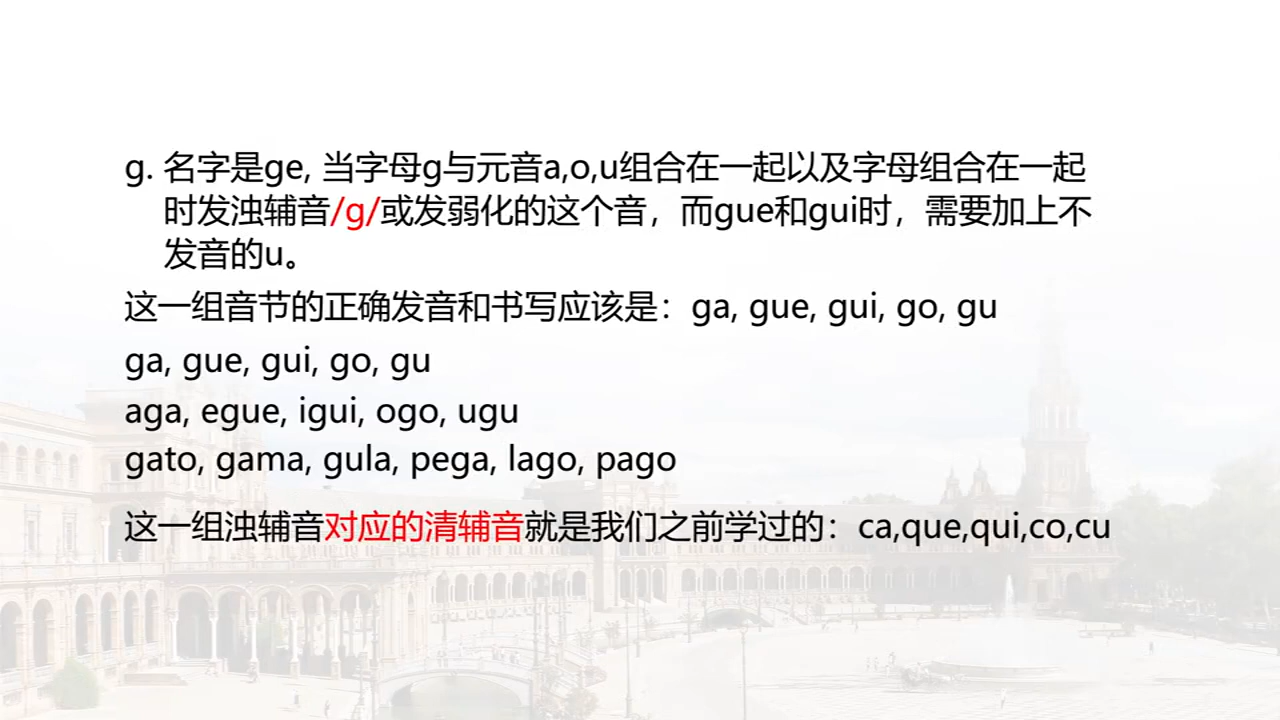 g. 名字是ge, 当字母g与元音a,o,u组合在一起以及字母组合在一起
时发浊辅音/g/或发弱化的这个音，而gue和gui时，需要加上不
发音的u。
这一组音节的正确发音和书写应该是：ga, gue, gui, go, gu
ga, gue, gui, go, gu
aga, egue, igui, ogo, ugu
gato, gama, gula, pega, lago, pago
这一组浊辅音对应的清辅音就是我们之前学过的：ca,que,qui,co,cu